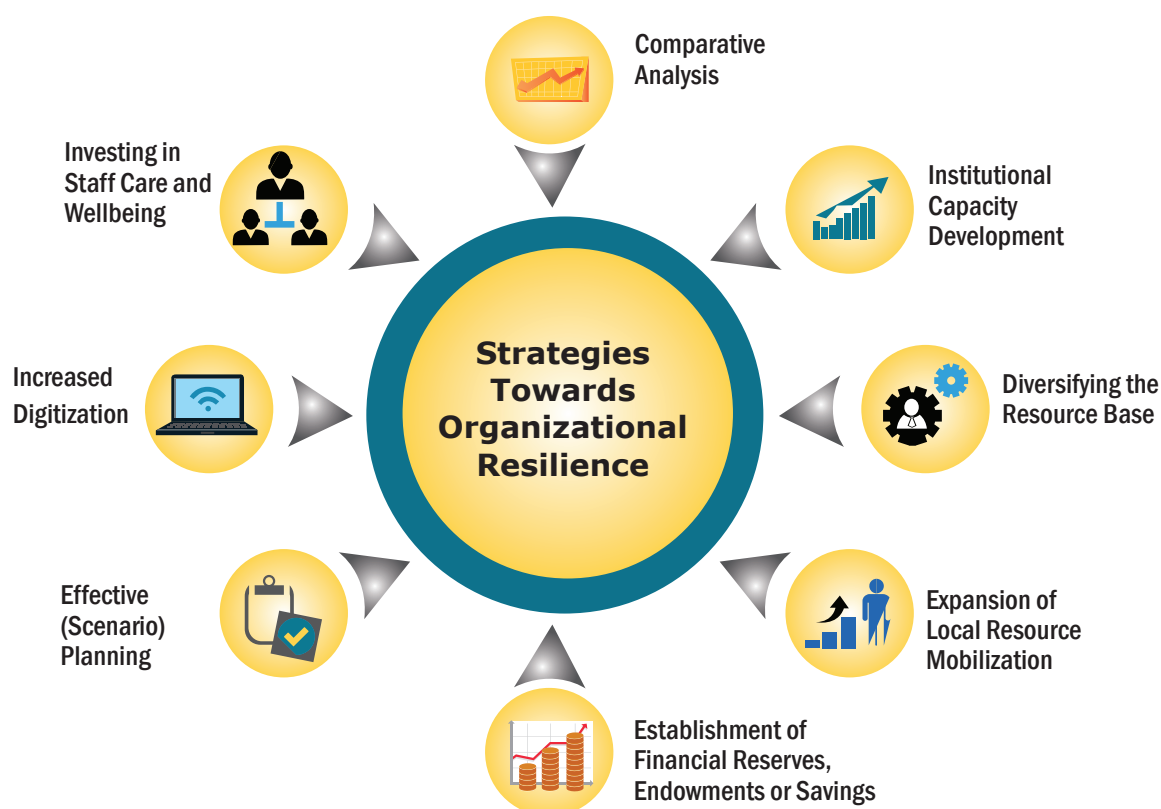 Comparative
Analysis
Institutional
Capacity
Development
Diversifying the
Resource Base
Expansion of
Local Resource
Mobilization
Establishment of
Financial Reserves,
Endowments or Savings
Effective
(Scenario)
Planning
Increased
Digitization
Investing in
Staff Care and
Wellbeing
Strategies
Towards
Organizational
Resilience